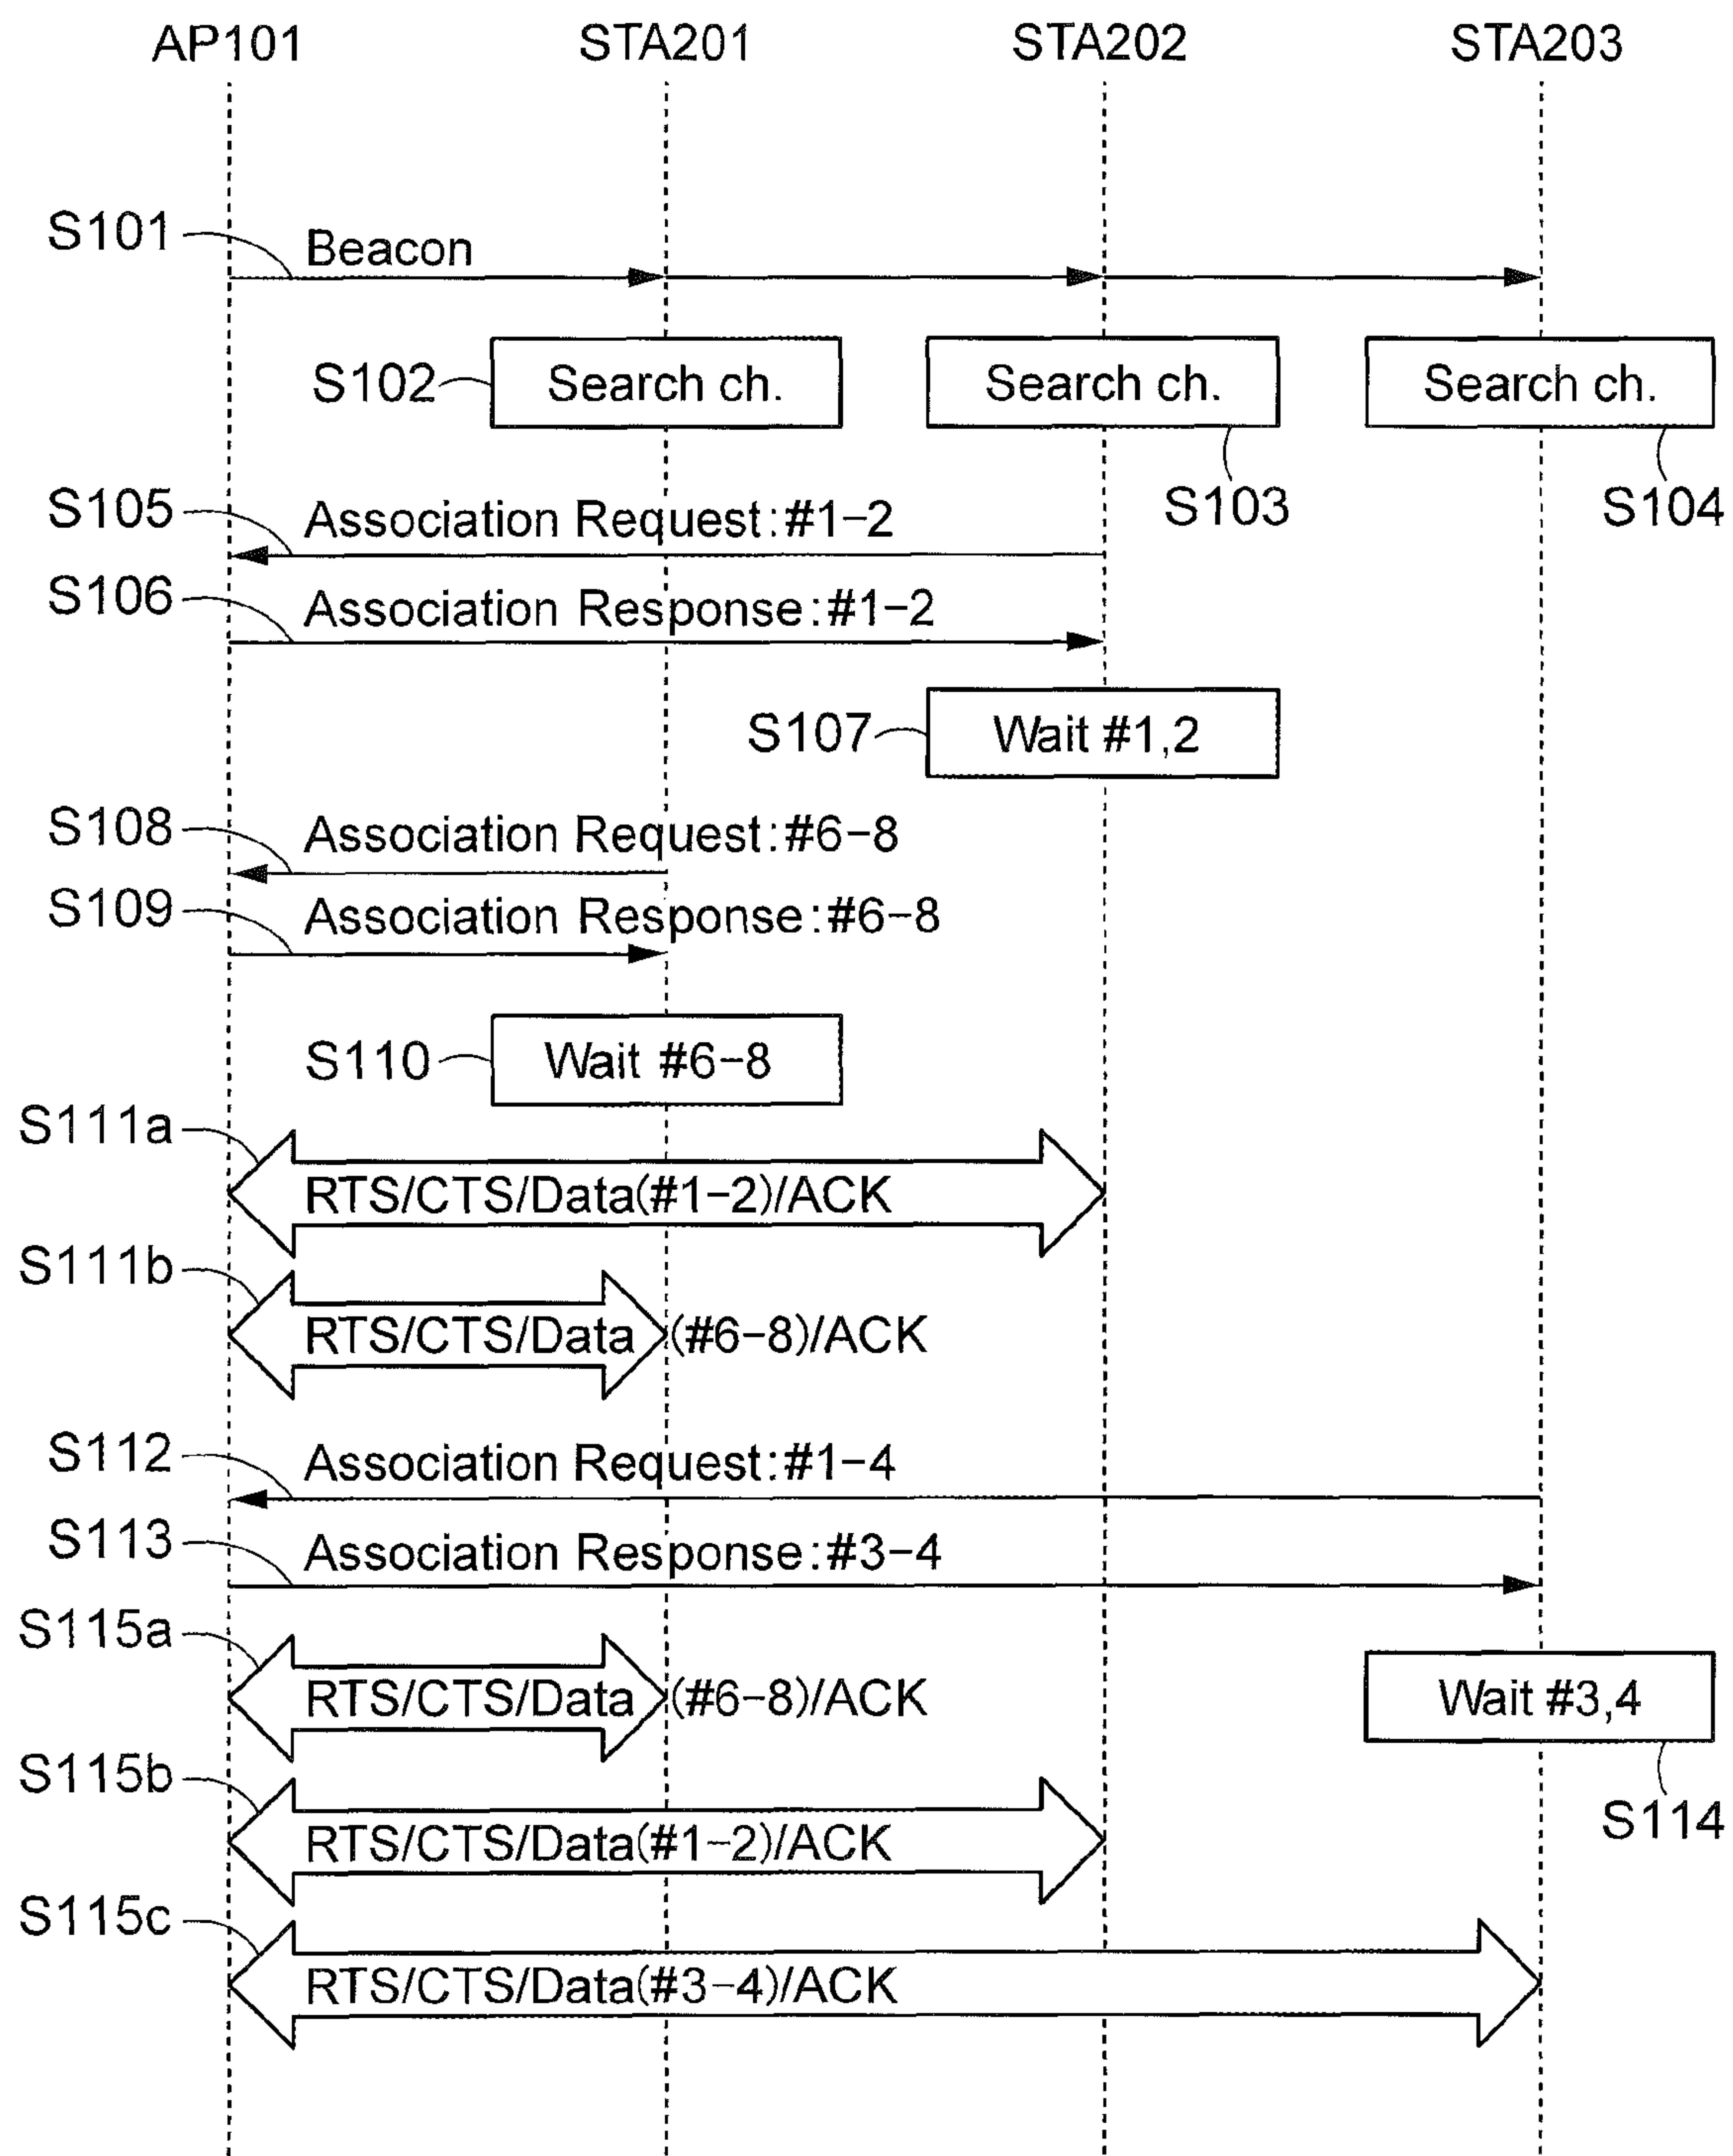 AP101 STA201 STA202 STA203
S101 Beacon
S102 Search ch. Search ch. Search ch.
S103 S104
S105 Association Request:#1-2
S106 Association Response:#1-2
S107 Wait #1,2
S108 Association Request:#6-8
S109 Association Response:#6-8
S110 Wait #6-8
S111a
RTS/CTS/Data(#1-2)/ACK
S111b
RTS/CTS/Data(#6-8)/ACK
S112 Association Request:#1-4
S113 Association Response:#3-4
S115a
RTS/CTS/Data(#6-8)/ACK Wait #3,4
S115b
S114
RTS/CTS/Data(#1-2)/ACK
S115c
RTS/CTS/Data(#3-4)/ACK